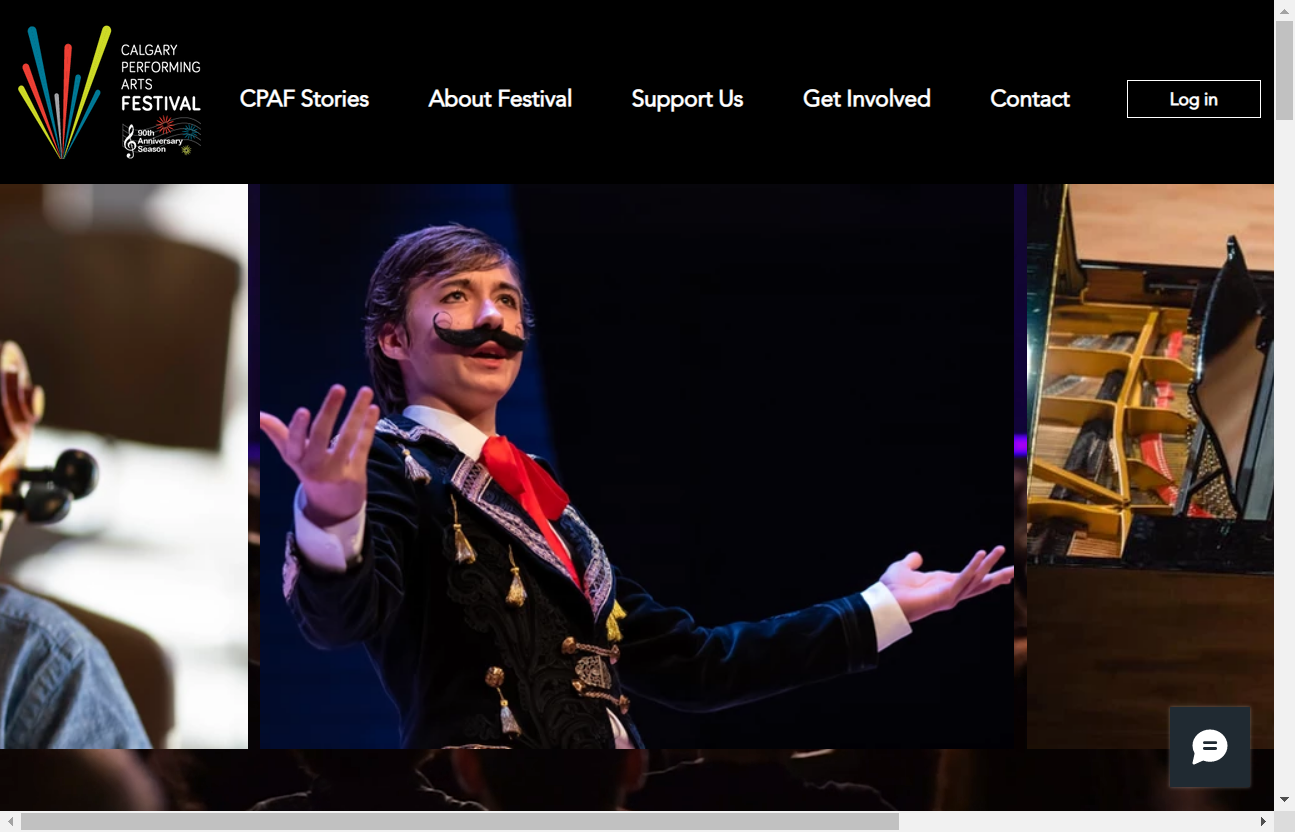 CALGARY
PERFORMING
ARTS
FESTIVAL
90th
Anniversary
Season
CPAF Stories
About Festival
Support Us
Get Involved
Contact
Log in